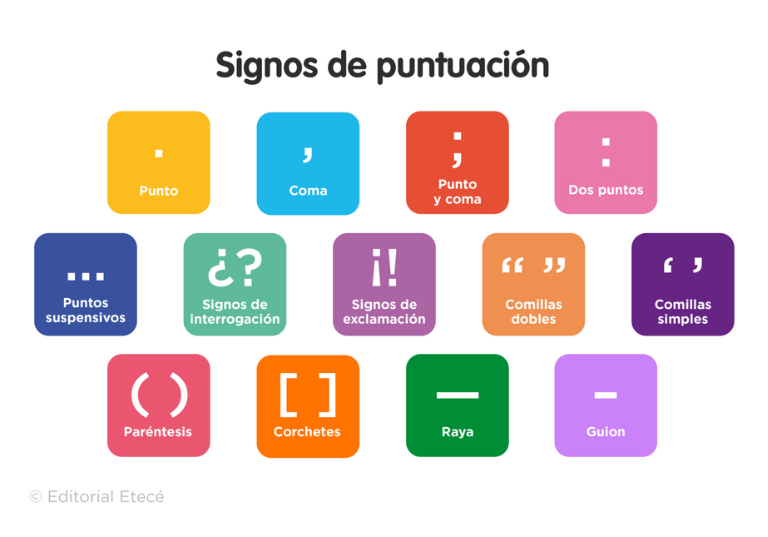 Signos de puntuación
.
Punto
,
Coma
;
Punto
y coma
:
Dos puntos
...
Puntos
suspensivos
¿?
Signos de
interrogación
¡!
Signos de
exclamación
“ ”
Comillas
dobles
‘ ’
Comillas
simples
( )
Paréntesis
[ ]
Corchetes
—
Raya
-
Guion
© Editorial Etecé